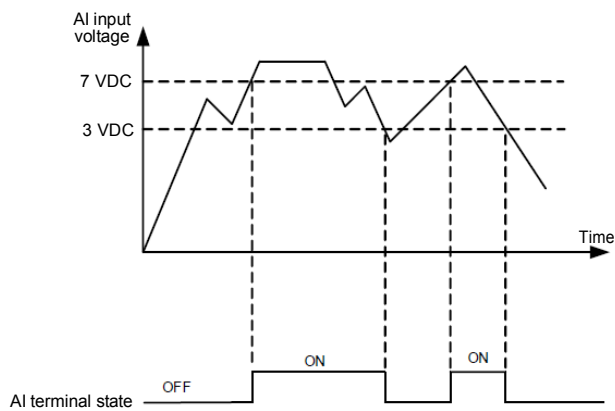 AI input
voltage
7 VDC
3 VDC
Time
ON
ON
OFF
AI terminal state